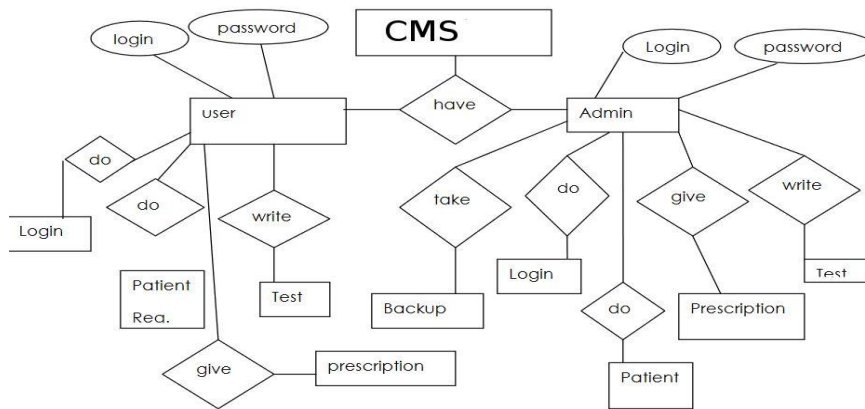 CMS
login
password
Login
password
user
have
Admin
do
do
write
take
do
give
write
Login
Patient
Rea.
Test
Backup
Login
do
Prescription
Test
give
prescription
Patient